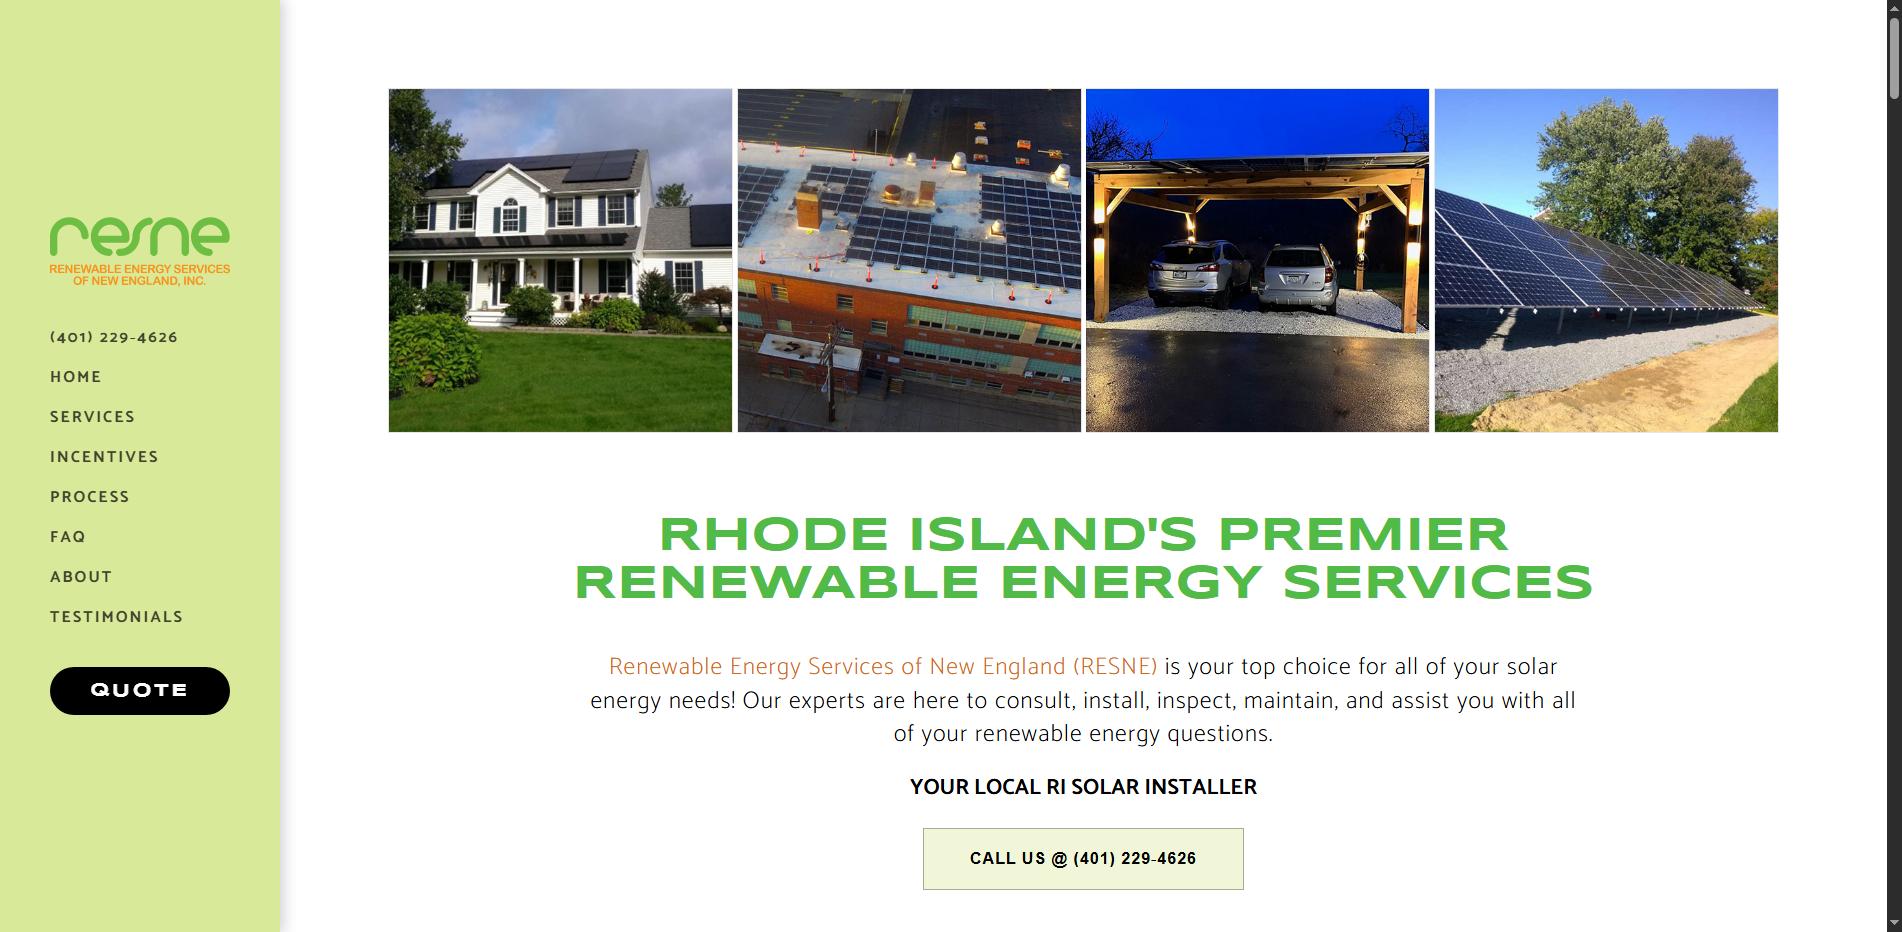 resne
RENEWABLE ENERGY SERVICES
OF NEW ENGLAND, INC.
(401) 229-4626
HOME
SERVICES
INCENTIVES
PROCESS
FAQ
ABOUT
TESTIMONIALS
QUOTE
RHODE ISLAND'S PREMIER
RENEWABLE ENERGY SERVICES
Renewable Energy Services of New England (RESNE) is your top choice for all of your solar
energy needs! Our experts are here to consult, install, inspect, maintain, and assist you with all
of your renewable energy questions.
YOUR LOCAL RI SOLAR INSTALLER
CALL US @ (401) 229-4626